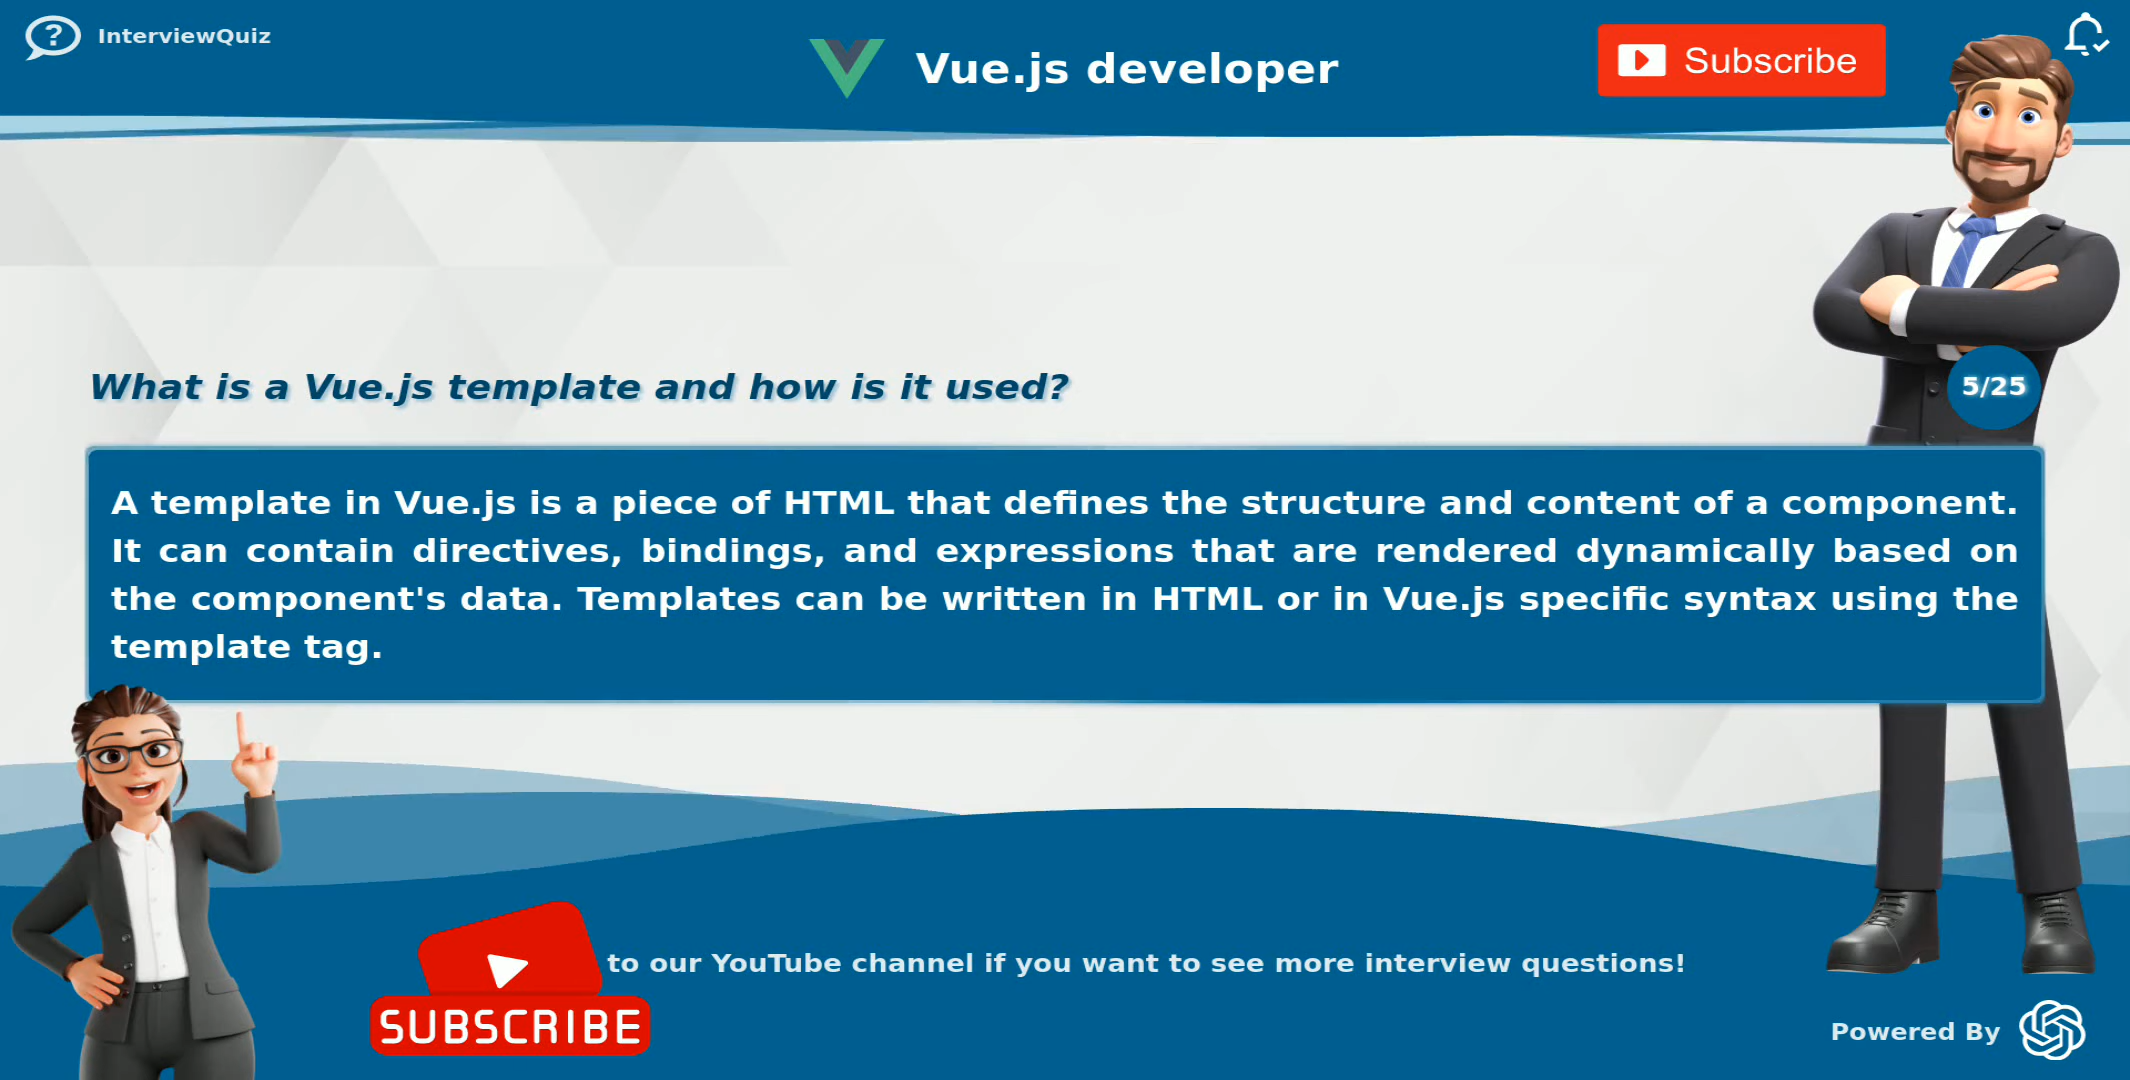 InterviewQuiz
Vue.js developer
Subscribe
What is a Vue.js template and how is it used?
5/25
A template in Vue.js is a piece of HTML that defines the structure and content of a component.
It can contain directives, bindings, and expressions that are rendered dynamically based on
the component's data. Templates can be written in HTML or in Vue.js specific syntax using the
template tag.
to our YouTube channel if you want to see more interview questions!
SUBSCRIBE
Powered By